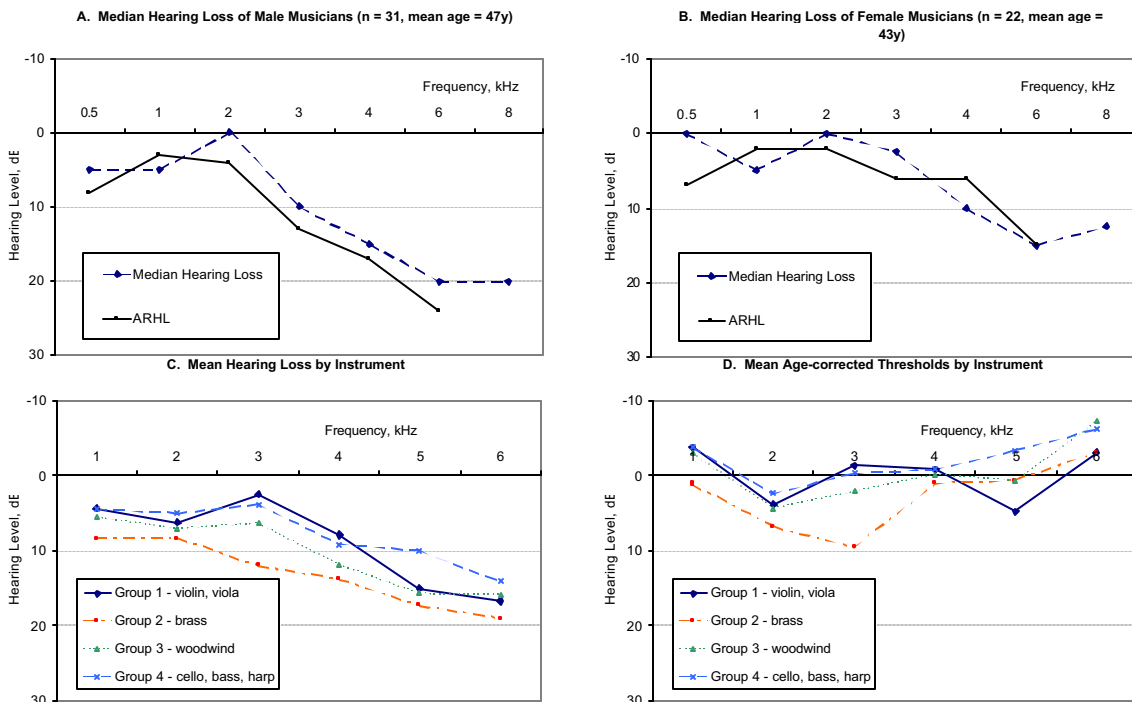 A. Median Hearing Loss of Male Musicians (n = 31, mean age = 47y)
-10
Frequency, kHz
0.5 1 2 3 4 6 8
0
10
20
30
Hearing Level, dE
Median Hearing Loss
ARHL
B. Median Hearing Loss of Female Musicians (n = 22, mean age =
43y)
-10
Frequency, kHz
0.5 1 2 3 4 6 8
0
10
20
30
Hearing Level, dE
Median Hearing Loss
ARHL
C. Mean Hearing Loss by Instrument
-10
Frequency, kHz
1 2 3 4 5 6
0
10
20
30
Hearing Level, dE
Group 1 - violin, viola
Group 2 - brass
Group 3 - woodwind
Group 4 - cello, bass, harp
D. Mean Age-corrected Thresholds by Instrument
-10
Frequency, kHz
1 2 3 4 5 6
0
10
20
30
Hearing Level, dE
Group 1 - violin, viola
Group 2 - brass
Group 3 - woodwind
Group 4 - cello, bass, harp